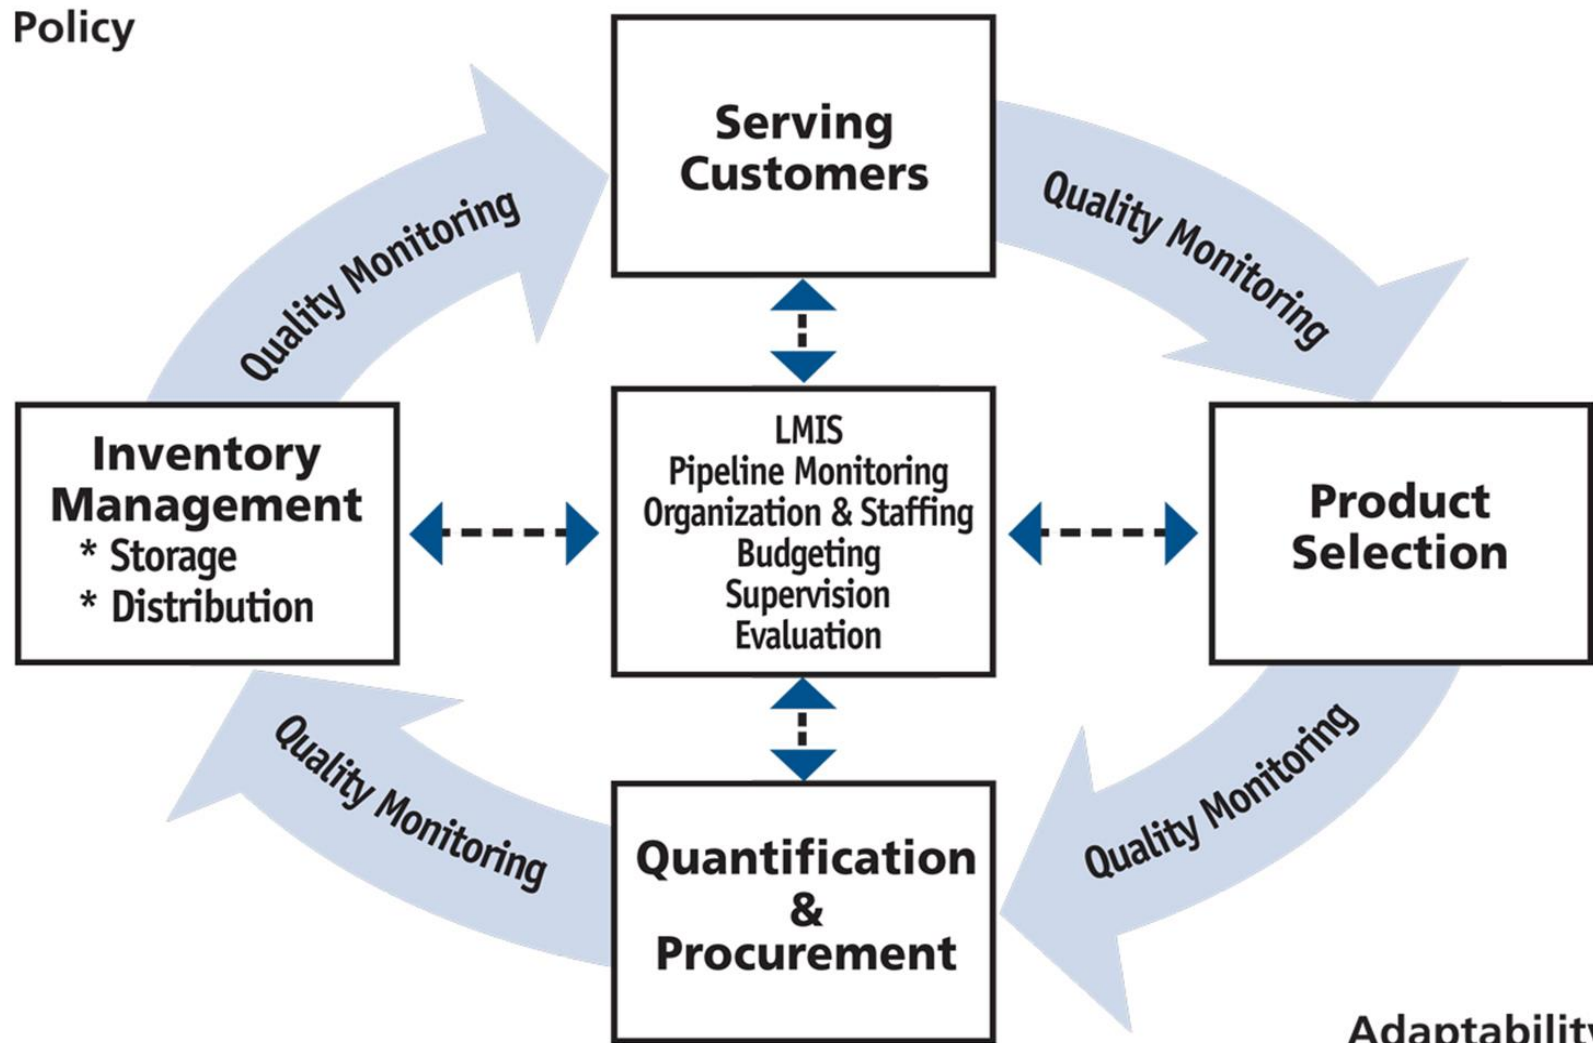 Policy
Serving
Customers
Quality Monitoring
Quality Monitoring
Inventory
Management
* Storage
* Distribution
LMIS
Pipeline Monitoring
Organization & Staffing
Budgeting
Supervision
Evaluation
Product
Selection
Quality Monitoring
Quality Monitoring
Quantification
&
Procurement
Adaptability